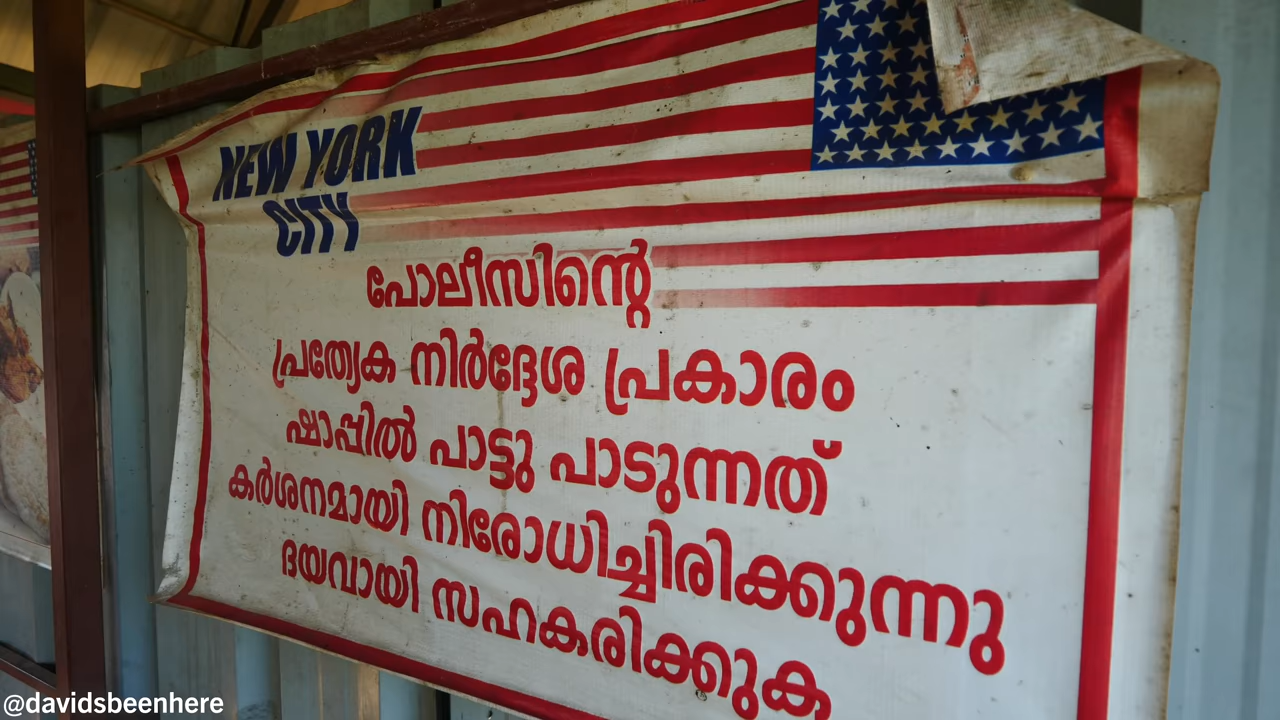 NEW YORK
CITY
പോലീസിന്റെ
പ്രത്യേക നിർദ്ദേശ പ്രകാരം
ഷാപ്പിൽ പാട്ടു പാടുന്നത്
കർശനമായി നിരോധിച്ചിരിക്കുന്നു
ദയവായി സഹകരിക്കുക
@davidsbeenhere